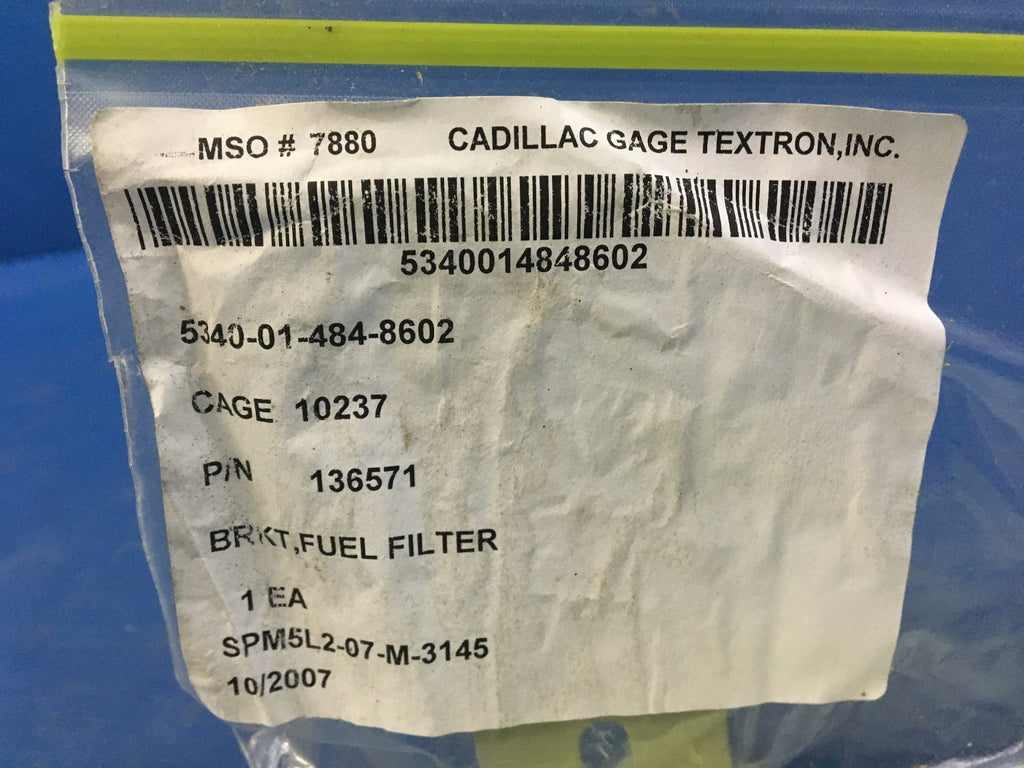 MSO # 7880 CADILLAC GAGE TEXTRON,INC.
5340014848602
5340-01-484-8602
CAGE 10237
P/N 136571
BRKT,FUEL FILTER
1 EA
SPM5L2-07-M-3145
10/2007